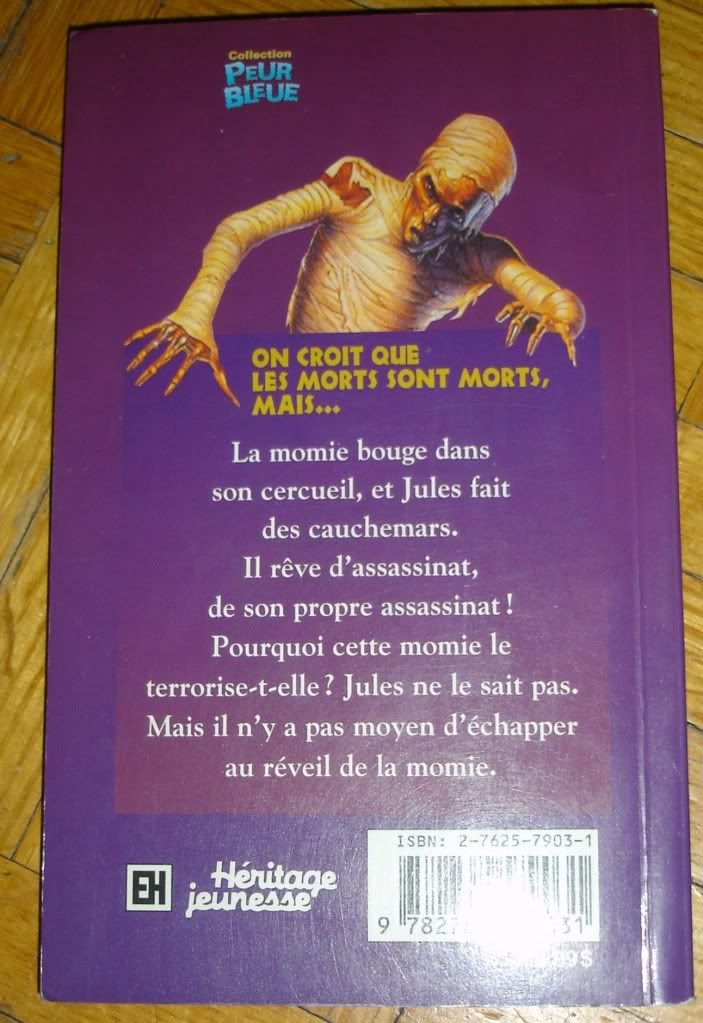 Collection
PEUR
BLEUE
ON CROIT QUE
LES MORTS SONT MORTS,
MAIS...
La momie bouge dans
son cercueil, et Jules fait
des cauchemars.
Il rêve d'assassinat,
de son propre assassinat !
Pourquoi cette momie le
terrorise-t-elle ? Jules ne le sait pas.
Mais il n'y a pas moyen d'échapper
au réveil de la momie.
ISBN: 2-7625-7903-1
EH
Héritage
jeunesse